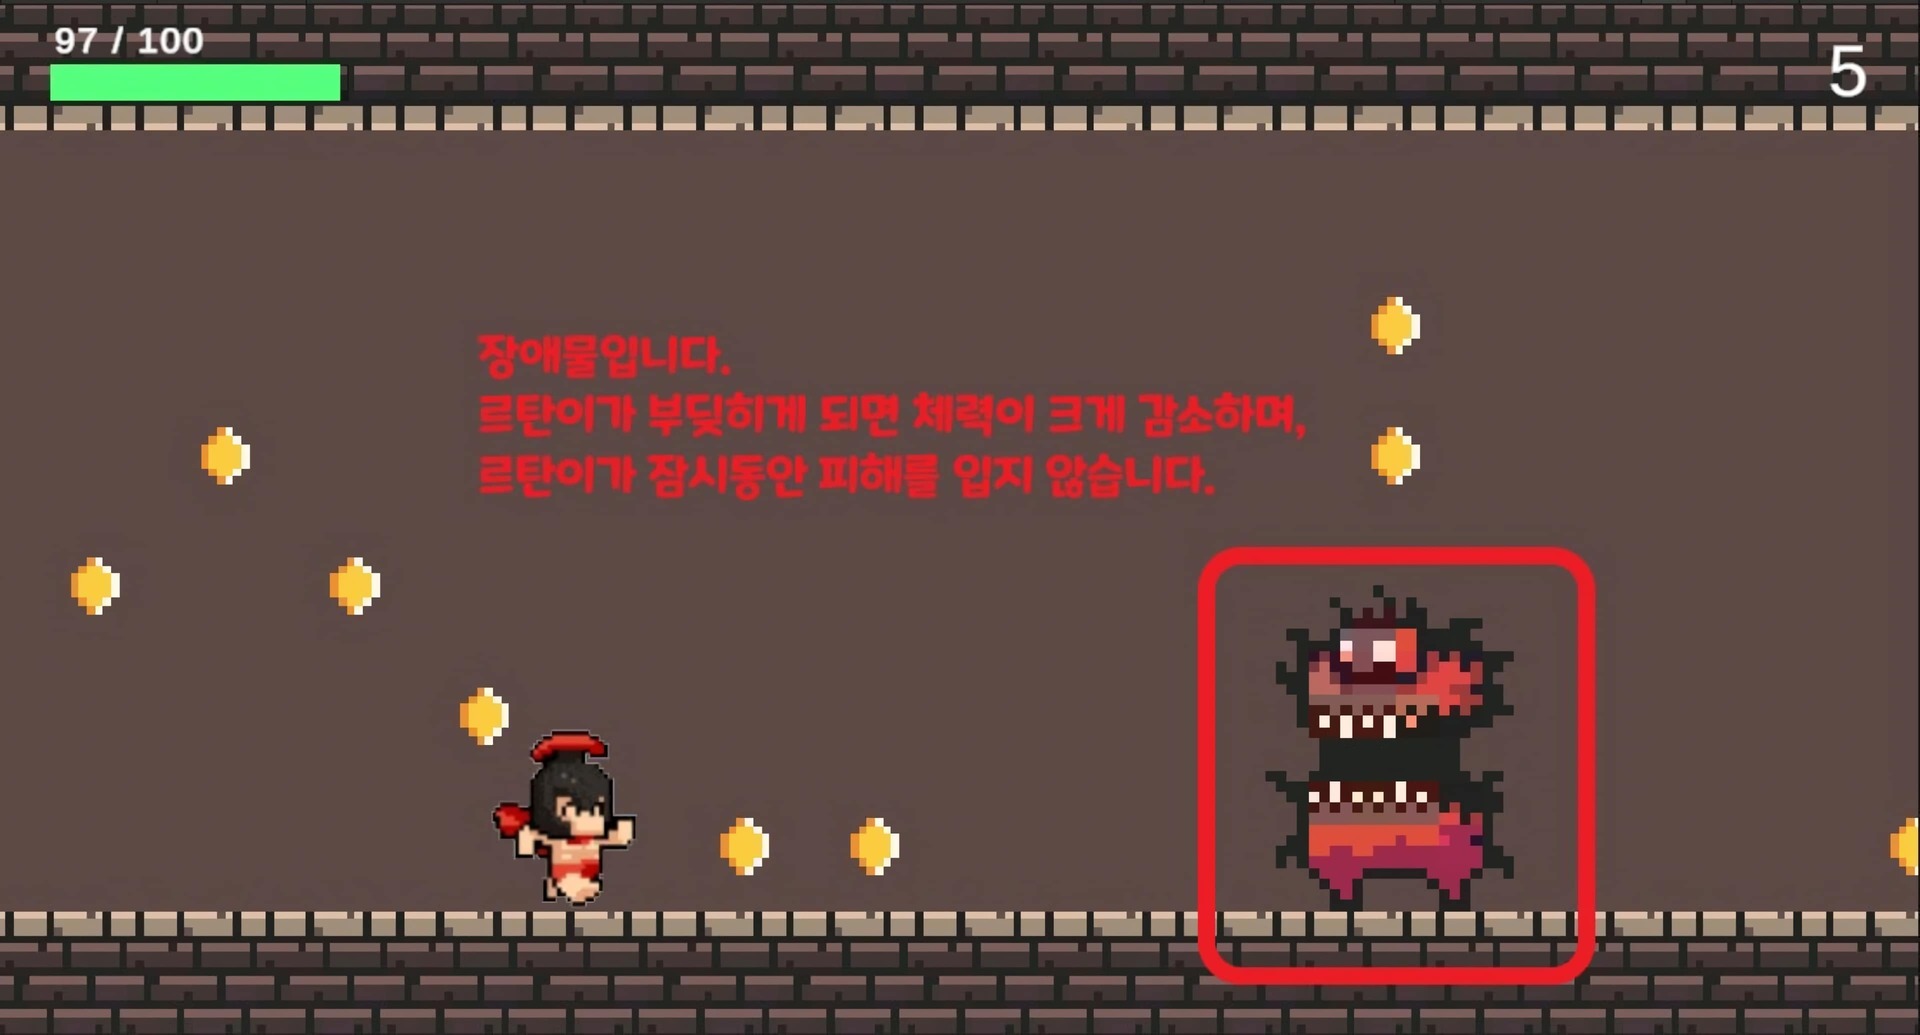 97 / 100
5
장애물입니다.
르탄이가 부딪히게 되면 체력이 크게 감소하며,
르탄이가 잠시동안 피해를 입지 않습니다.